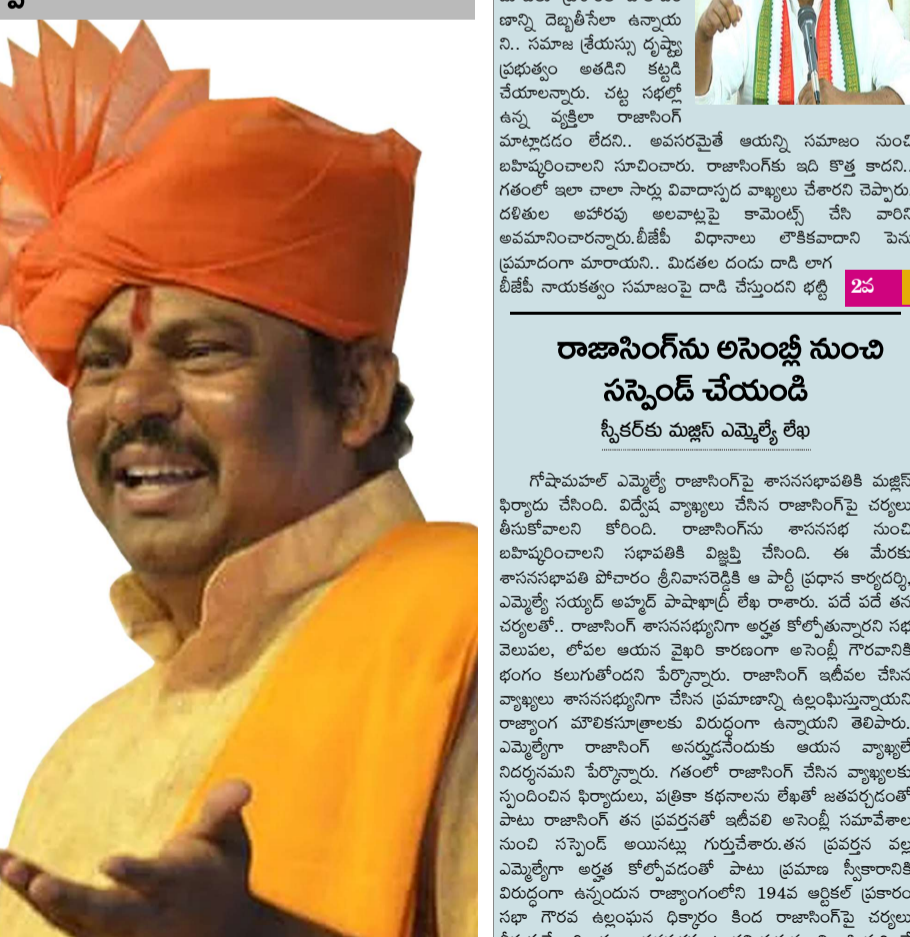 ణాన్ని దెబ్బతీసేలా ఉన్నాయ
ని.. సమాజ శ్రేయస్సు దృష్ట్యా
ప్రభుత్వం అతడిని కట్టడి
చేయాలన్నారు. చట్ట సభల్లో
ఉన్న వ్యక్తిలా రాజాసింగ్
మాట్లాడడం లేదని.. అవసరమైతే ఆయన్ని సమాజం నుంచి
బహిష్కరించాలని సూచించారు. రాజాసింగ్‌కు ఇది కొత్త కాదని..
గతంలో ఇలా చాలా సార్లు వివాదాస్పద వాఖ్యలు చేశారని చెప్పారు.
దళితుల అహారపు అలవాట్లపై కామెంట్స్ చేసి వారిని
అవమానించారన్నారు.బీజేపీ విధానాలు లౌకికవాదాని పెను
ప్రమాదంగా మారాయని.. మిడతల దండు దాడి లాగ
బీజేపీ నాయకత్వం సమాజంపై దాడి చేస్తుందని భట్టి
2వ
రాజాసింగ్‌ను అసెంబ్లీ నుంచి
సస్పెండ్ చేయండి
స్పీకర్‌కు మజ్లిస్ ఎమ్మెల్యే లేఖ
గోషామహల్ ఎమ్మెల్యే రాజాసింగ్‌పై శాసనసభాపతికి మజ్లిస్
ఫిర్యాదు చేసింది. విద్వేష వ్యాఖ్యలు చేసిన రాజాసింగ్‌పై చర్యలు
తీసుకోవాలని కోరింది. రాజాసింగ్‌ను శాసనసభ నుంచి
బహిష్కరించాలని సభాపతికి విజ్ఞప్తి చేసింది. ఈ మేరకు
శాసనసభాపతి పోచారం శ్రీనివాసరెడ్డికి ఆ పార్టీ ప్రధాన కార్యదర్శి,
ఎమ్మెల్యే సయ్యద్ అహ్మద్ పాషాఖాద్రీ లేఖ రాశారు. పదే పదే తన
చర్యలతో.. రాజాసింగ్ శాసనసభ్యునిగా అర్హత కోల్పోతున్నారని సభ
వెలుపల, లోపల ఆయన వైఖరి కారణంగా అసెంబ్లీ గౌరవానికి
భంగం కలుగుతోందని పేర్కొన్నారు. రాజాసింగ్ ఇటీవల చేసిన
వ్యాఖ్యలు శాసనసభ్యునిగా చేసిన ప్రమాణాన్ని ఉల్లంఘిస్తున్నాయని
రాజ్యాంగ మౌలికసూత్రాలకు విరుద్ధంగా ఉన్నాయని తెలిపారు.
ఎమ్మెల్యేగా రాజాసింగ్ అనర్హుడనేందుకు ఆయన వ్యాఖ్యలే
నిదర్శనమని పేర్కొన్నారు. గతంలో రాజాసింగ్ చేసిన వ్యాఖ్యలకు
స్పందించిన ఫిర్యాదులు, పత్రికా కథనాలను లేఖతో జతపర్చడంతో
పాటు రాజాసింగ్ తన ప్రవర్తనతో ఇటీవలి అసెంబ్లీ సమావేశాల
నుంచి సస్పెండ్ అయినట్లు గుర్తుచేశారు.తన ప్రవర్తన వల్ల
ఎమ్మెల్యేగా అర్హత కోల్పోవడంతో పాటు ప్రమాణ స్వీకారానికి
విరుద్ధంగా ఉన్నందున రాజ్యాంగంలోని 194వ ఆర్టికల్ ప్రకారం
సభా గౌరవ ఉల్లంఘన ధిక్కారం కింద రాజాసింగ్‌పై చర్యలు